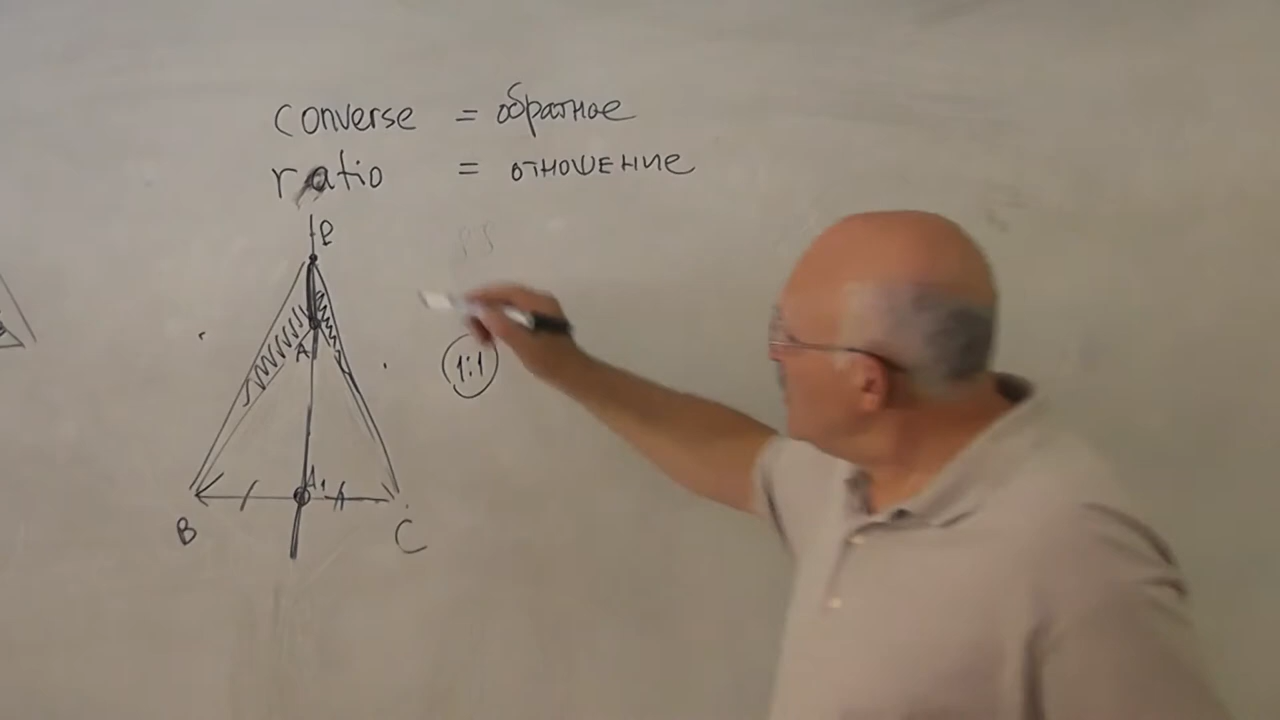 converse = обратное
ratio = отношение
P
A
1:1
A₁
B
C